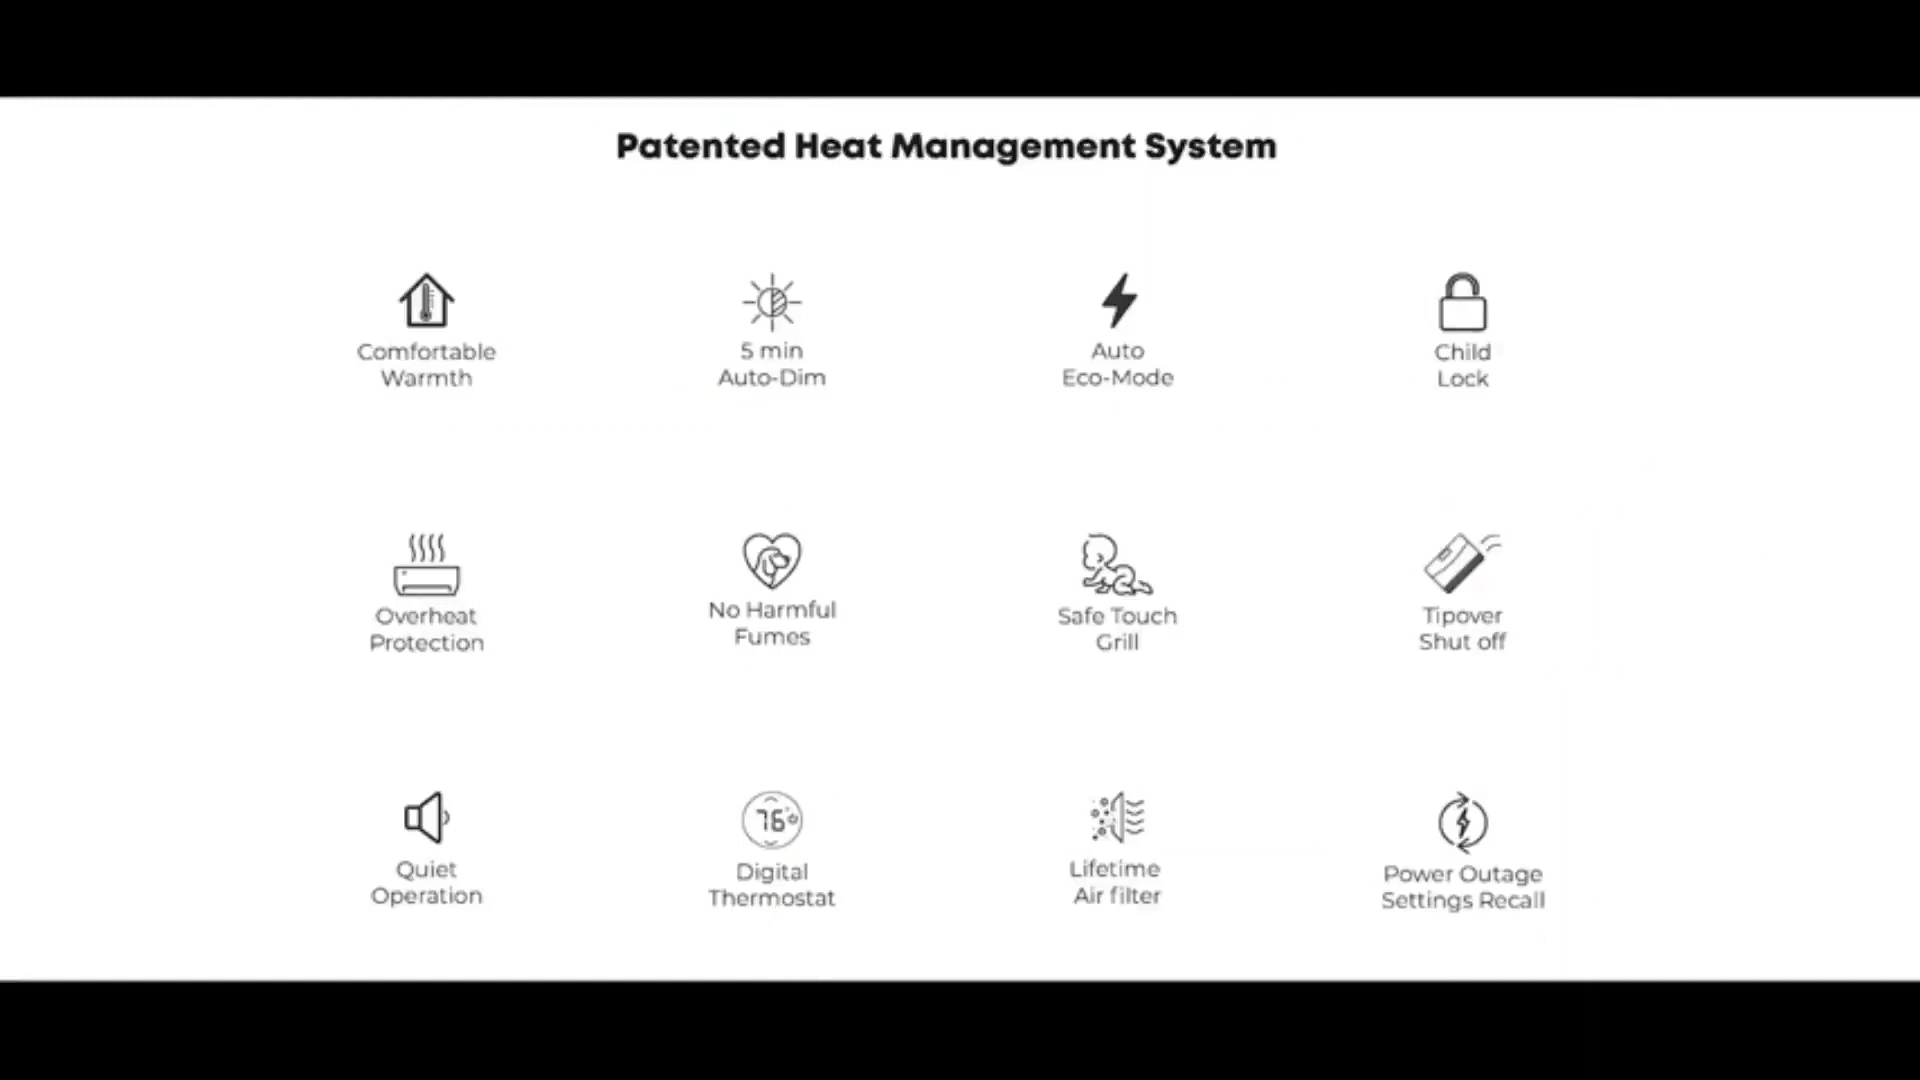 Patented Heat Management System
Comfortable
Warmth
5 min
Auto-Dim
Auto
Eco-Mode
Child
Lock
Overheat
Protection
No Harmful
Fumes
Safe Touch
Grill
Tipover
Shut off
Quiet
Operation
76
Digital
Thermostat
Lifetime
Air filter
Power Outage
Settings Recall